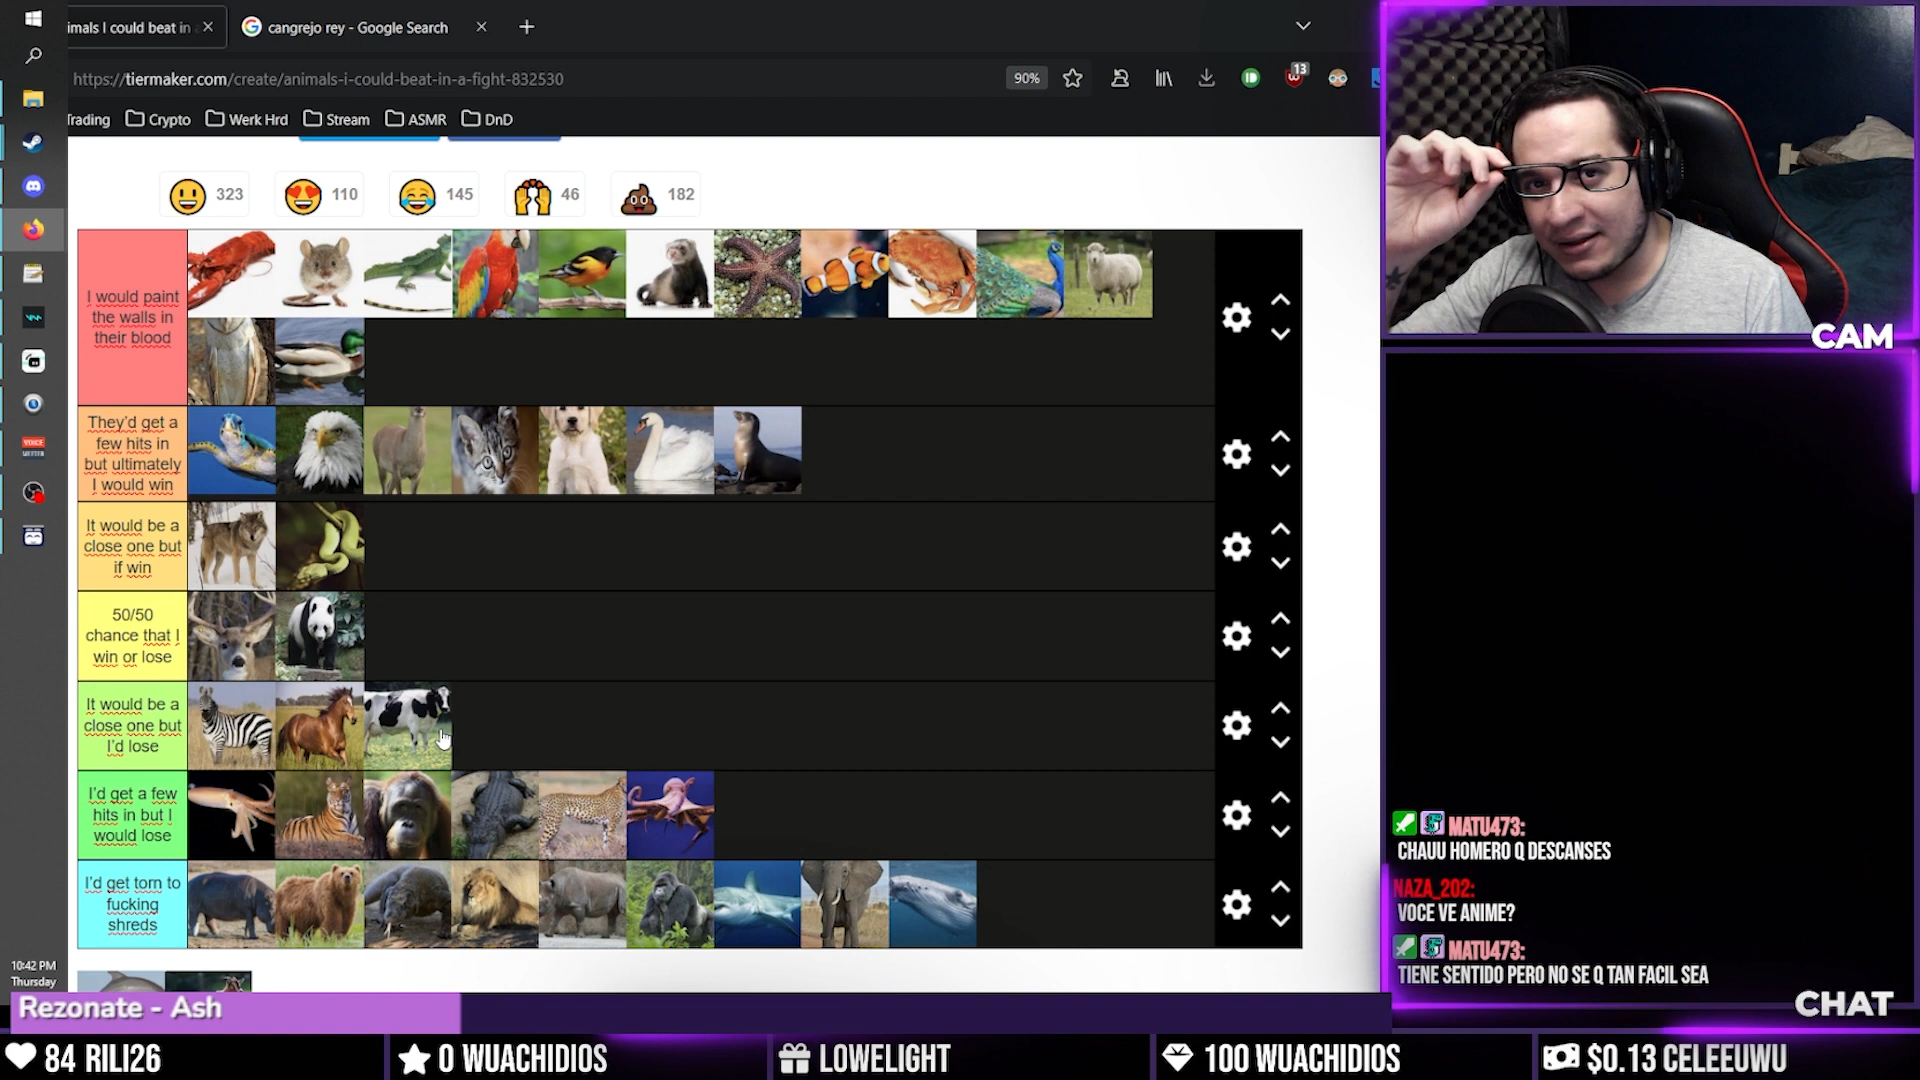 imals I could beat in
cangrejo rey - Google Search
https://tiermaker.com/create/animals-i-could-beat-in-a-fight-832530
90%
13
Trading
Crypto
Werk Hrd
Stream
ASMR
DnD
323
110
145
46
182
I would paint
the walls in
their blood
They'd get a
few hits in
but ultimately
I would win
It would be a
close one but
if win
50/50
chance that I
win or lose
It would be a
close one but
I'd lose
I'd get a few
hits in but I
would lose
I'd get torn to
fucking
shreds
10:42 PM
Thursday
Rezonate - Ash
CAM
MATU473:
CHAUU HOMERO Q DESCANSES
NAZA_202:
VOCE VE ANIME?
MATU473:
TIENE SENTIDO PERO NO SE Q TAN FACIL SEA
CHAT
84 RILI26
0 WUACHIDIOS
LOWELIGHT
100 WUACHIDIOS
$0.13 CELEEUWU